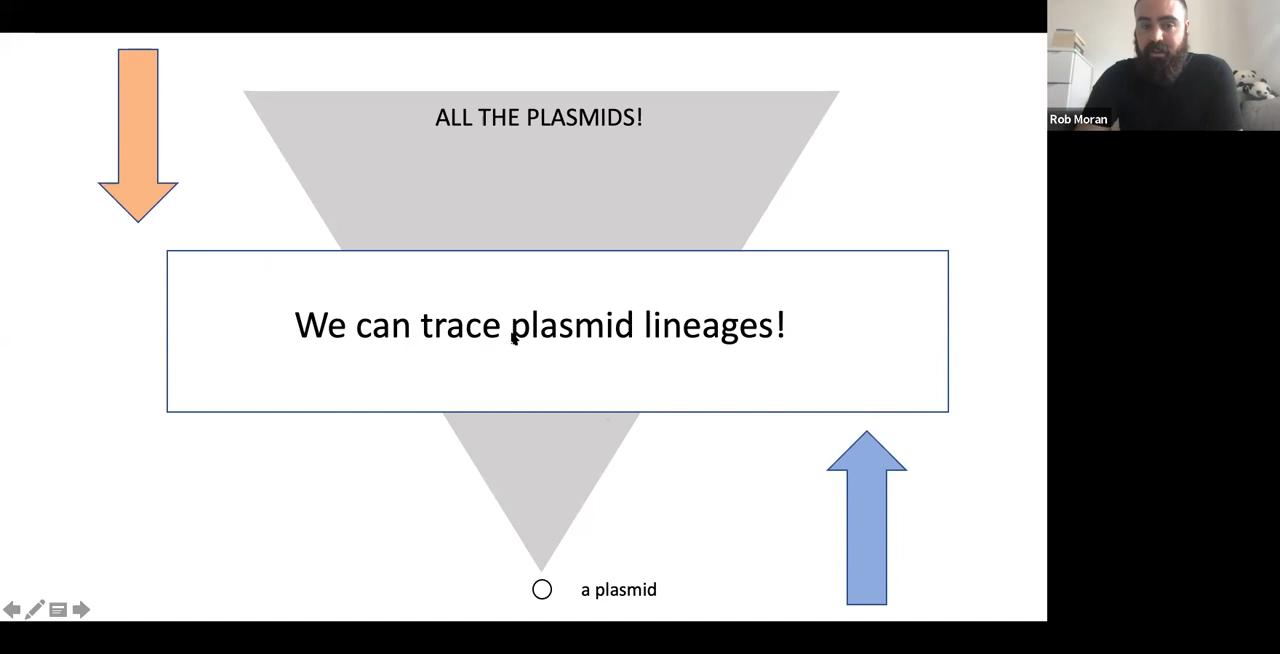 ALL THE PLASMIDS!
Rob Moran
We can trace plasmid lineages!
a plasmid